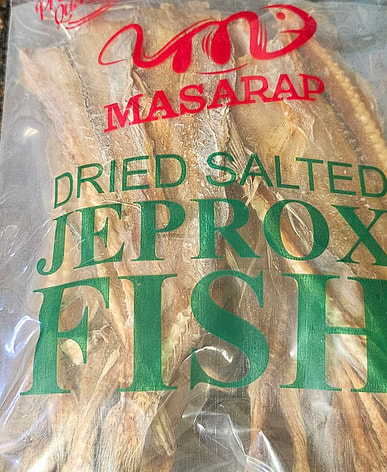 MASARAP
DRIED SALTED
JEPROX
FISH